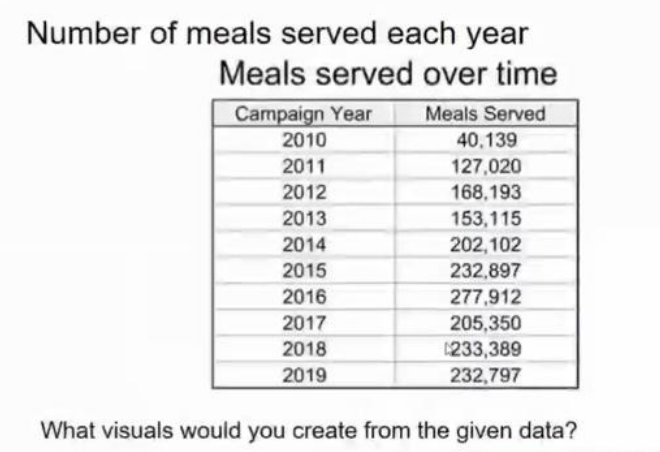 Number of meals served each year
Meals served over time
Campaign Year Meals Served
2010 40,139
2011 127,020
2012 168,193
2013 153,115
2014 202,102
2015 232,897
2016 277,912
2017 205,350
2018 233,389
2019 232,797
What visuals would you create from the given data?